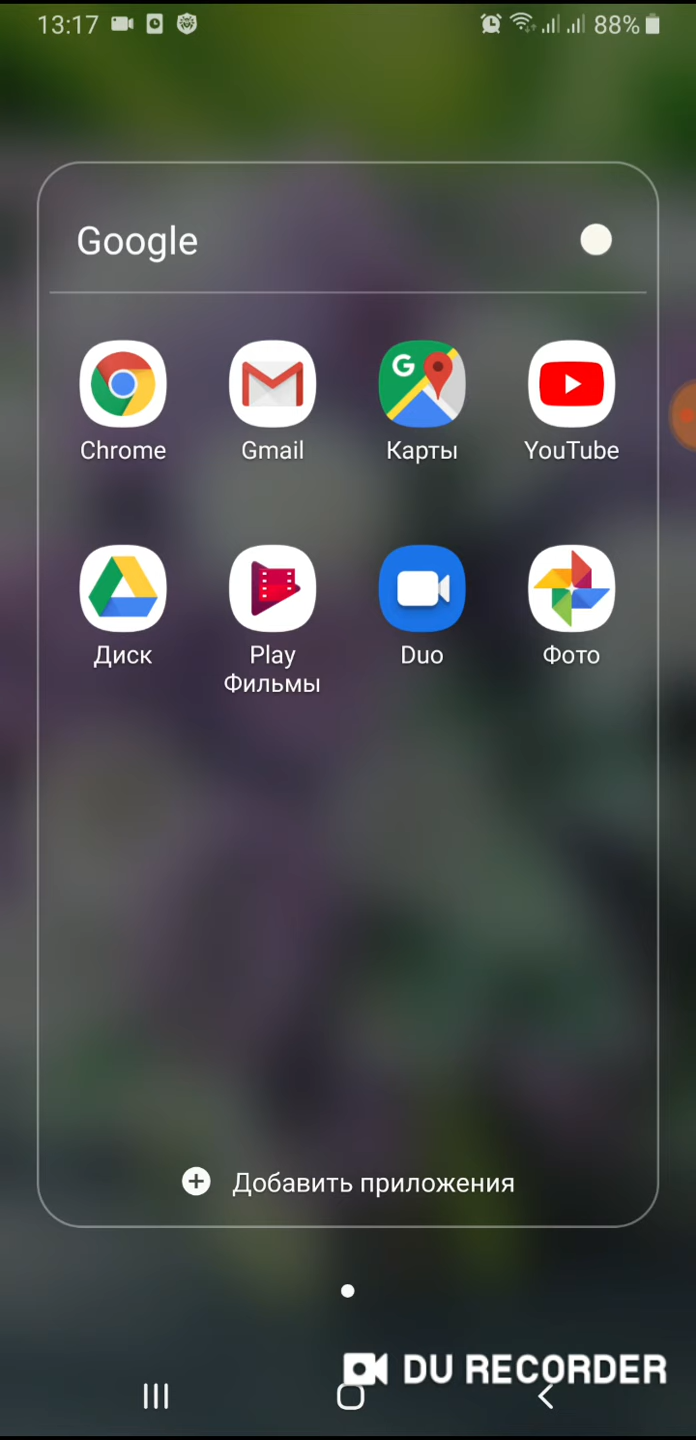 13:17 88%
Google
G
Chrome Gmail Карты YouTube
Диск Play Duo Фото
Фильмы
Добавить приложения
DU RECORDER